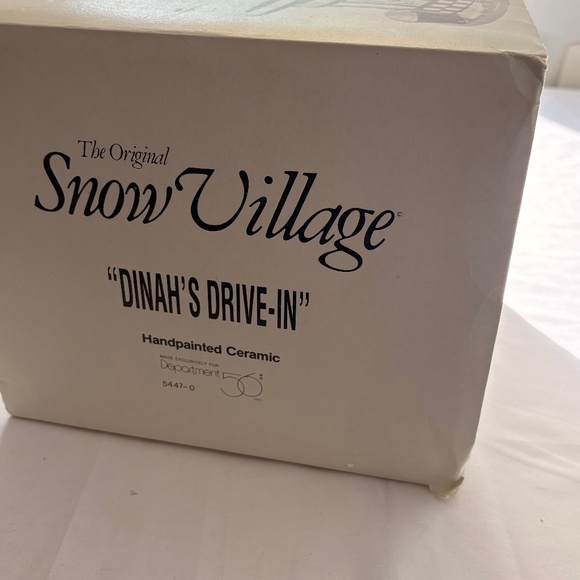 The Original
Snow Village ©
"DINAH'S DRIVE-IN"
Handpainted Ceramic
MADE EXCLUSIVELY FOR
Department 56
5447-0